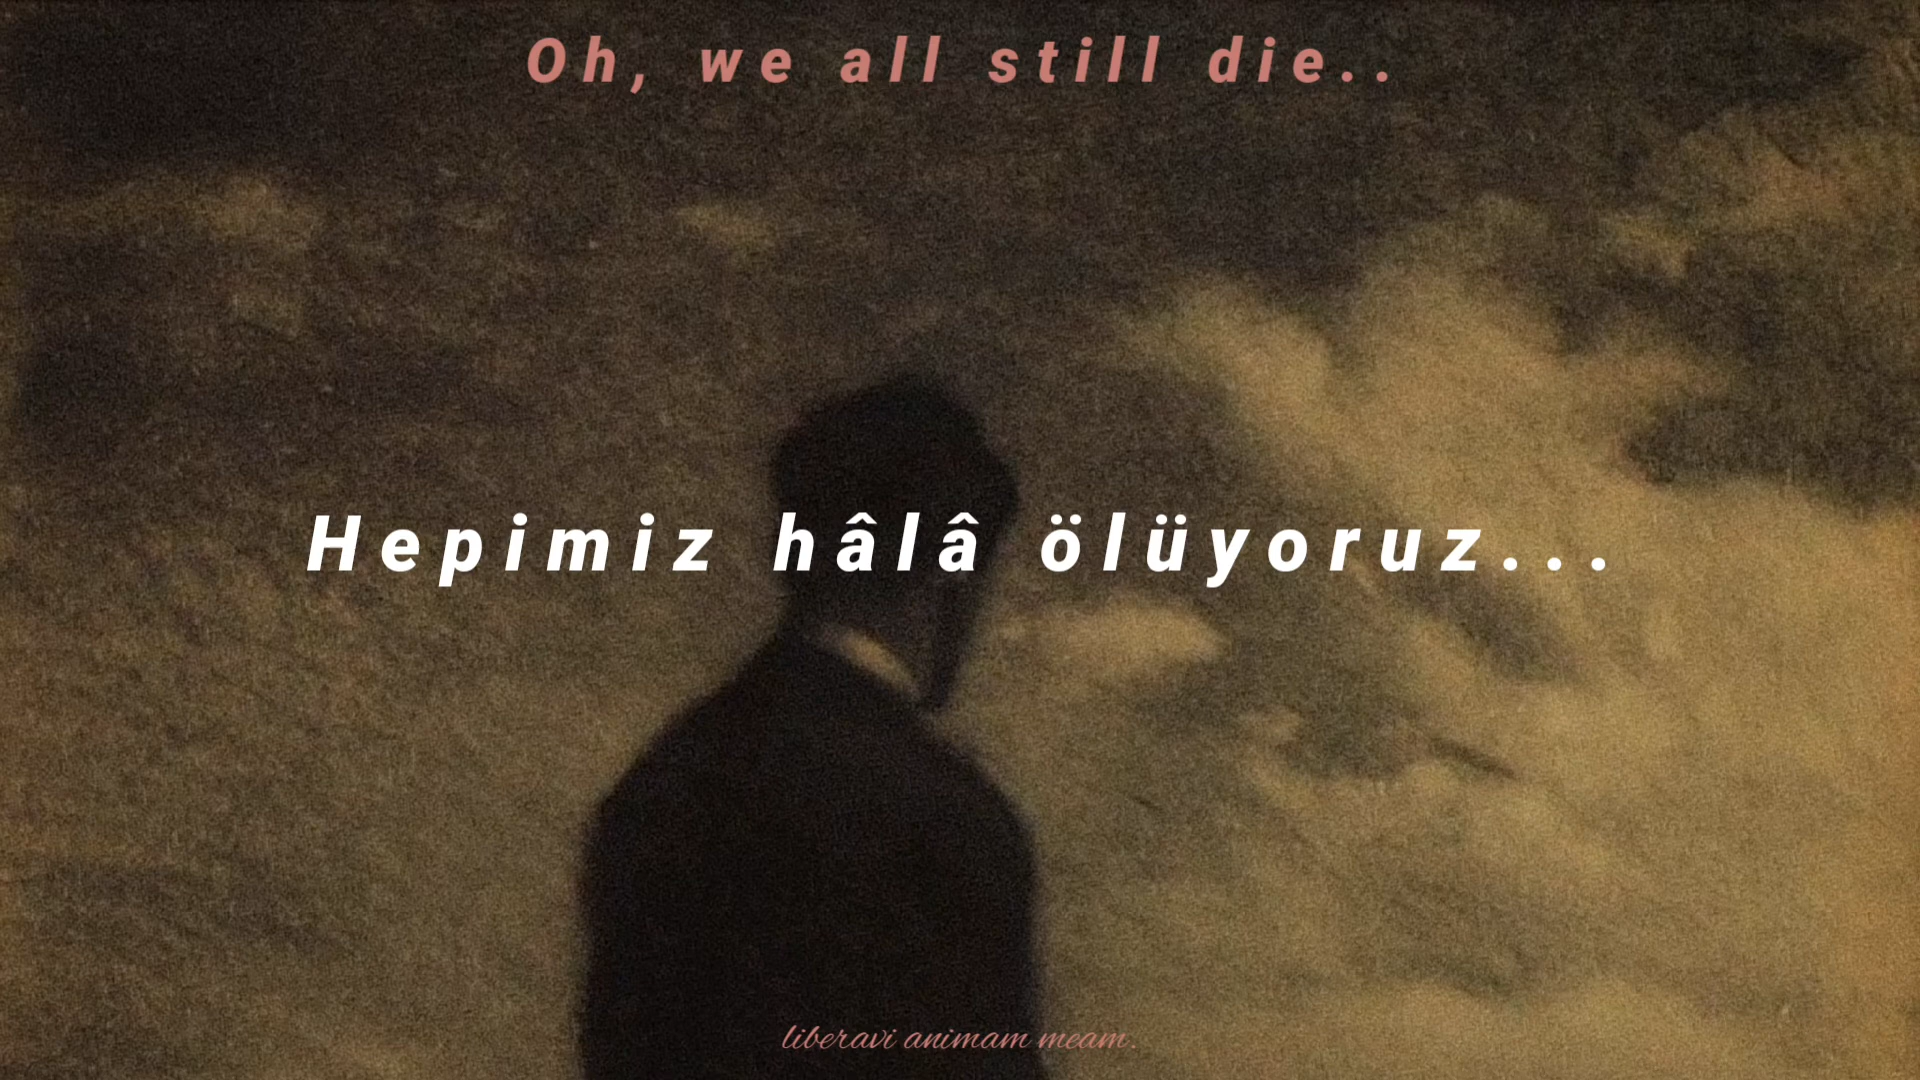 Oh, we all still die..
Hepimiz hâlâ ölüyoruz...
liberavi animam meam.